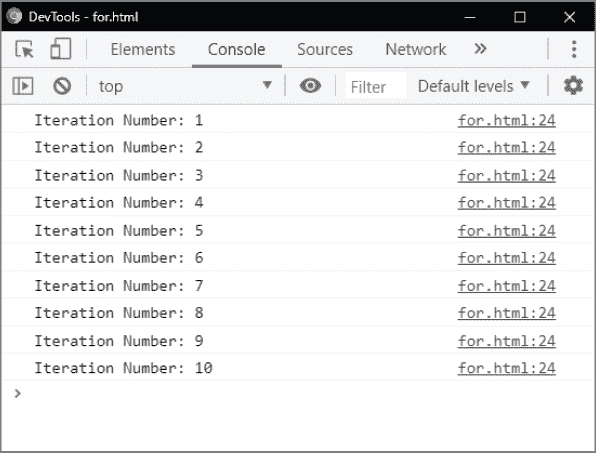 DevTools - for.html
Elements Console Sources Network »
top Filter Default levels
Iteration Number: 1 for.html:24
Iteration Number: 2 for.html:24
Iteration Number: 3 for.html:24
Iteration Number: 4 for.html:24
Iteration Number: 5 for.html:24
Iteration Number: 6 for.html:24
Iteration Number: 7 for.html:24
Iteration Number: 8 for.html:24
Iteration Number: 9 for.html:24
Iteration Number: 10 for.html:24
>